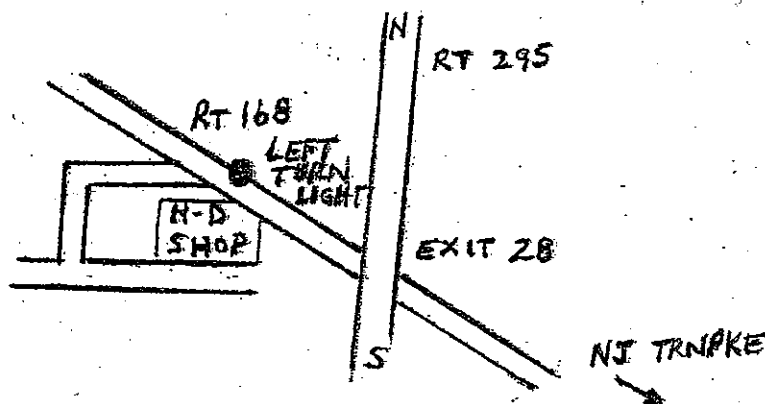 N
RT 295
RT 168
LEFT
TURN
LIGHT
H-D
SHOP
EXIT 28
S
NJ TRNPKE